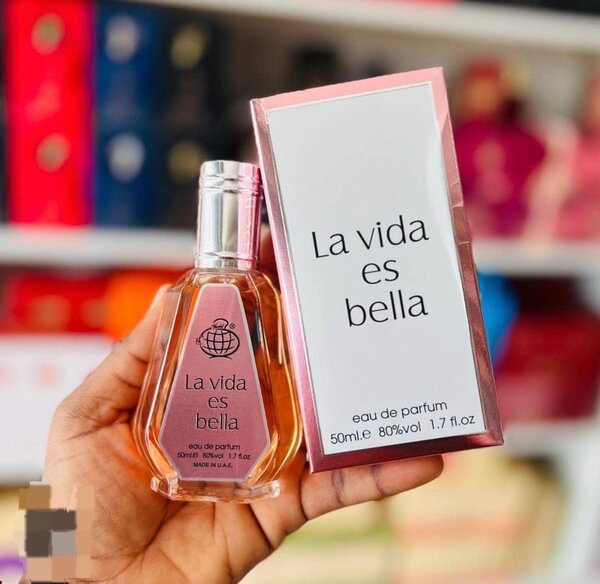 La vida
es
bella
eau de parfum
50ml.e 80%vol 1.7 fl.oz
MADE IN U.A.E.
La vida
es
bella
eau de parfum
50ml.e 80%vol 1.7 fl.oz